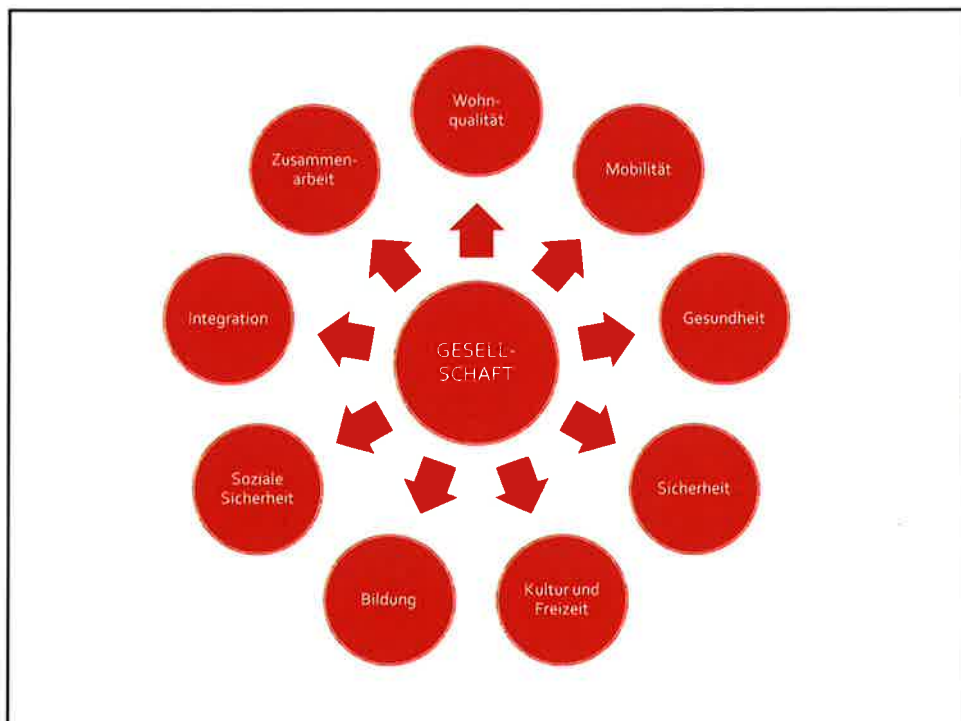 Wohn-
qualität
Zusammen-
arbeit
Mobilität
Integration
Gesundheit
GESELL-
SCHAFT
Soziale
Sicherheit
Sicherheit
Bildung
Kultur und
Freizeit